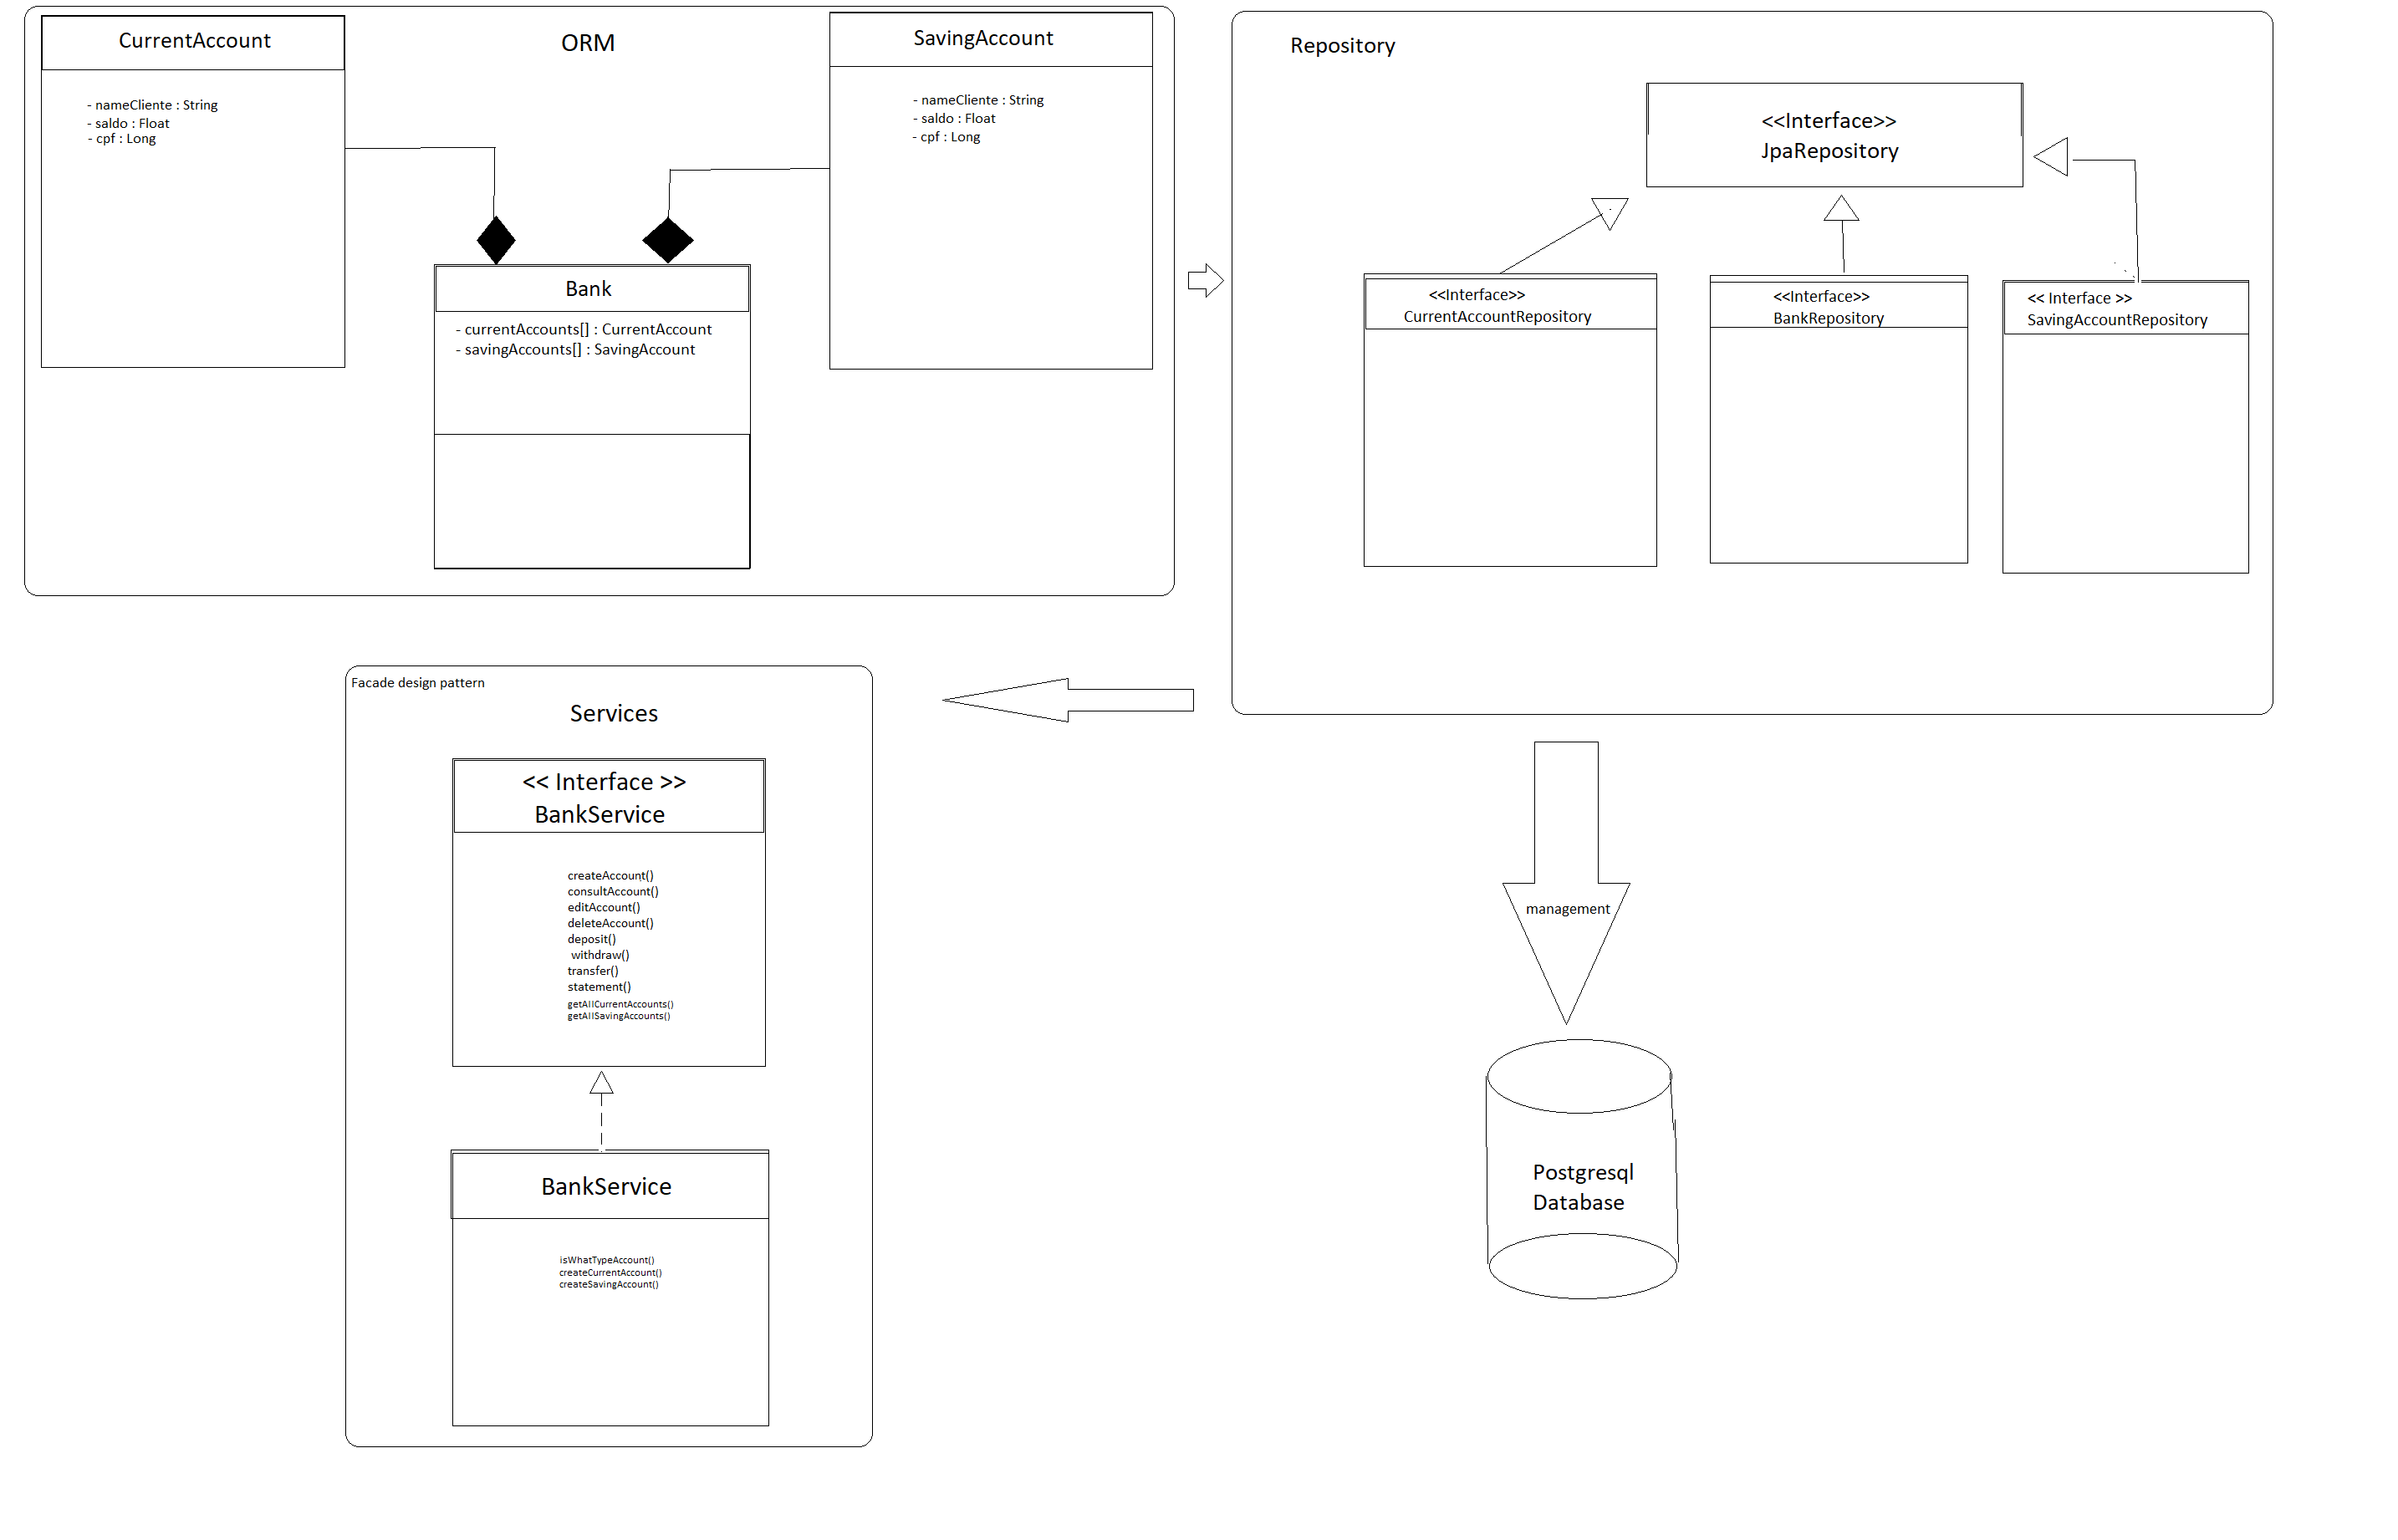 CurrentAccount
- nameCliente : String
- saldo : Float
- cpf : Long
ORM
SavingAccount
- nameCliente : String
- saldo : Float
- cpf : Long
Bank
- currentAccounts[] : CurrentAccount
- savingAccounts[] : SavingAccount
Repository
<<Interface>>
JpaRepository
<<Interface>>
CurrentAccountRepository
<<Interface>>
BankRepository
<< Interface >>
SavingAccountRepository
Facade design pattern
Services
<< Interface >>
BankService
createAccount()
consultAccount()
editAccount()
deleteAccount()
deposit()
withdraw()
transfer()
statement()
getAllCurrentAccounts()
getAllSavingAccounts()
BankService
isWhatTypeAccount()
createCurrentAccount()
createSavingAccount()
management
Postgresql
Database